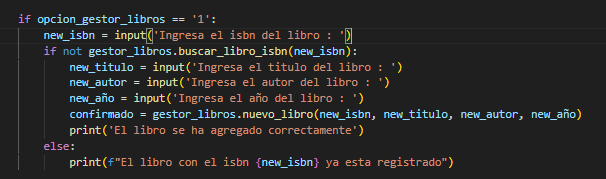 if opcion_gestor_libros == '1':
new_isbn = input('Ingresa el isbn del libro : ')
if not gestor_libros.buscar_libro_isbn(new_isbn):
new_titulo = input('Ingresa el titulo del libro : ')
new_autor = input('Ingresa el autor del libro : ')
new_año = input('Ingresa el año del libro : ')
confirmado = gestor_libros.nuevo_libro(new_isbn, new_titulo, new_autor, new_año)
print('El libro se ha agregado correctamente')
else:
print(f"El libro con el isbn {new_isbn} ya esta registrado")